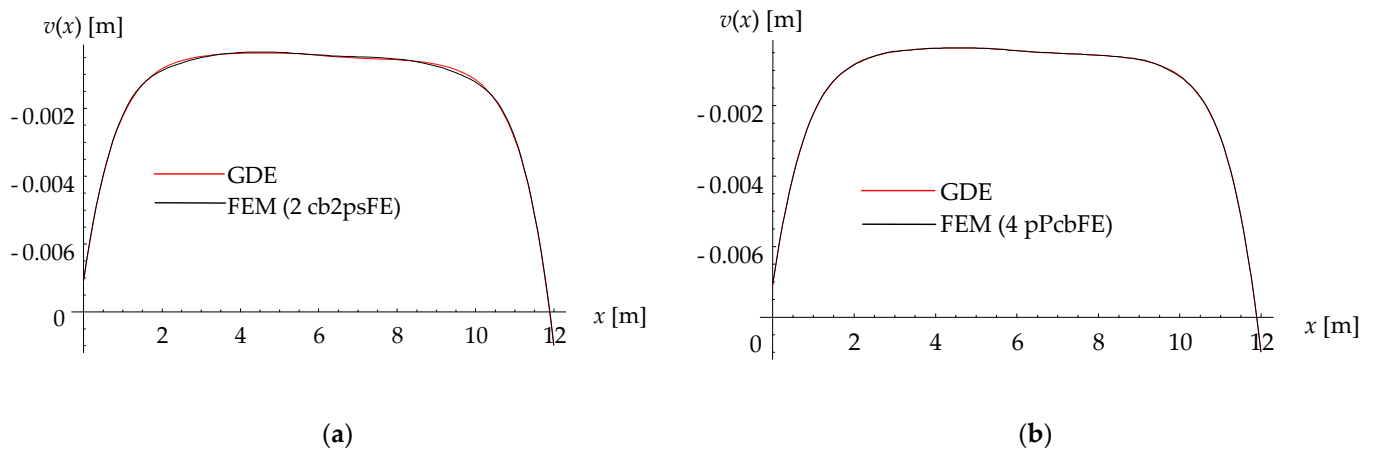 v(x) [m]
- 0.002
- 0.004
- 0.006
0
2
4
6
8
10
12
x [m]
GDE
FEM (2 cb2psFE)
(a)
v(x) [m]
- 0.002
- 0.004
- 0.006
0
2
4
6
8
10
12
x [m]
GDE
FEM (4 pPcbFE)
(b)